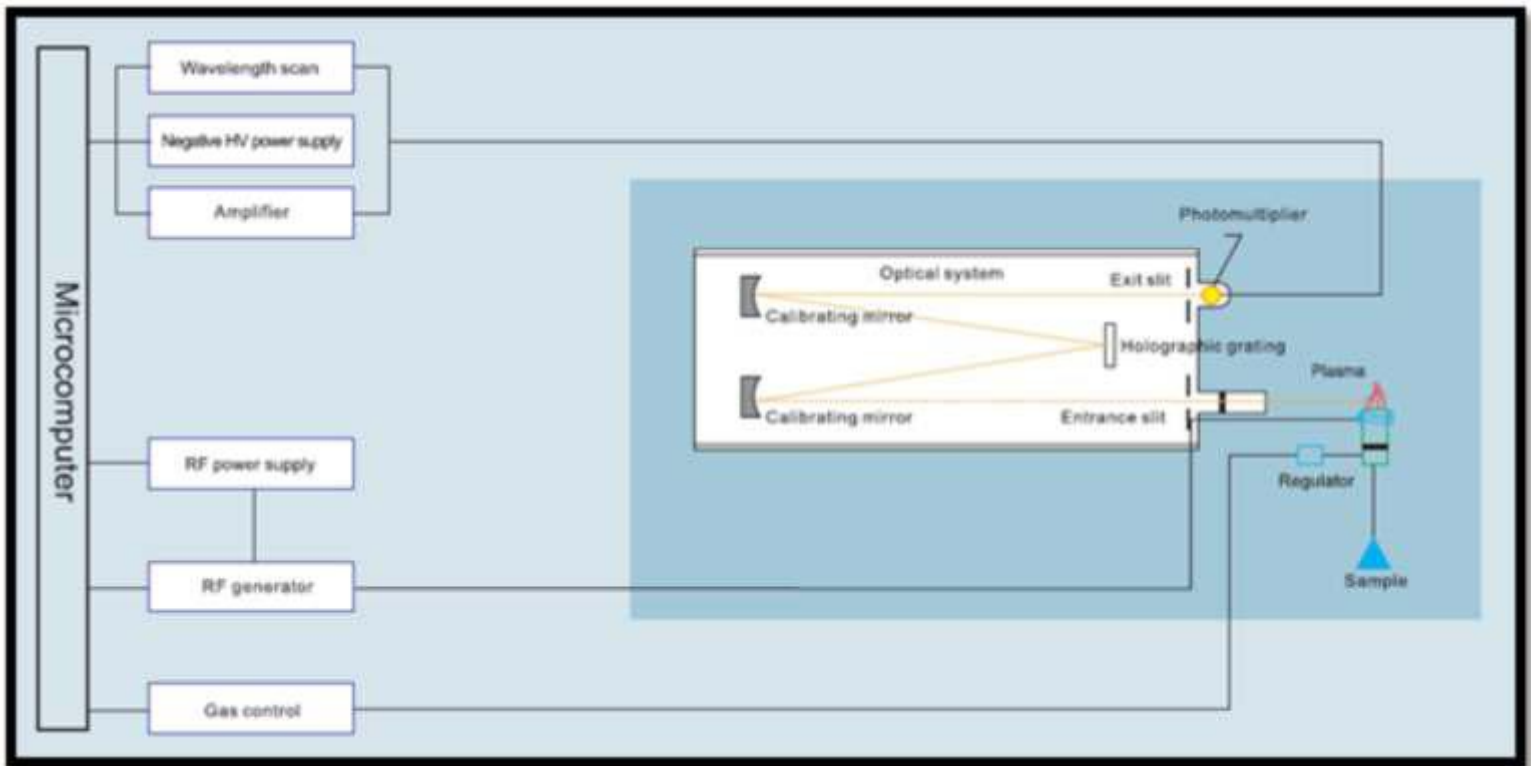 Microcomputer
Wavelength scan
Negative HV power supply
Amplifier
RF power supply
RF generator
Gas control
Photomultiplier
Optical system
Exit slit
Calibrating mirror
Holographic grating
Plasma
Calibrating mirror
Entrance slit
Regulator
Sample